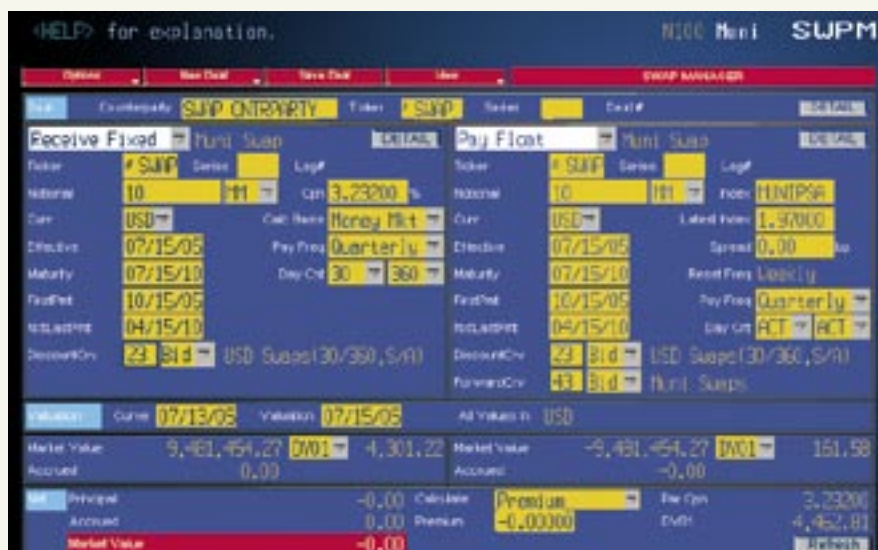 <HELP> for explanation.
N100 Muni SWPM
Options New Deal Save Deal View SWAP MANAGER
Deal Counterparty SWAP CNTRPARTY Ticker # SWAP Series Deal# DETAIL
Receive Fixed Muni Swap DETAIL Pay Float Muni Swap DETAIL
Ticker # SWAP Series Leg# Ticker # SWAP Series Leg#
Notional 10 MM Cpn 3.23200 % Notional 10 MM Index MUNIPSA
Curr USD Calc Basis Money Mkt Curr USD Latest Index 1.97000
Effective 07/15/05 Pay Freq Quarterly Effective 07/15/05 Spread 0.00 bp
Maturity 07/15/10 Day Cnt 30 360 Maturity 07/15/10 Reset Freq Weekly
FirstPmt 10/15/05 FirstPmt 10/15/05 Pay Freq Quarterly
NxtLastPmt 04/15/10 NxtLastPmt 04/15/10 Day Cnt ACT ACT
DiscountCrv 23 Bid USD Swaps(30/360,S/A) DiscountCrv 23 Bid USD Swaps(30/360,S/A)
ForwardCrv 43 Bid Muni Swaps
Valuation Curve 07/13/05 Valuation 07/15/05 All Values in USD
Market Value DV01 4,301.22 Market Value DV01 161.58
Accrued 0.00 Accrued -0.00
Net Principal -0.00 Calculate Premium Par Cpn 3.23200
Accrued 0.00 Premium -0.00000 DV01 4,462.81
Market Value -0.00 Refresh